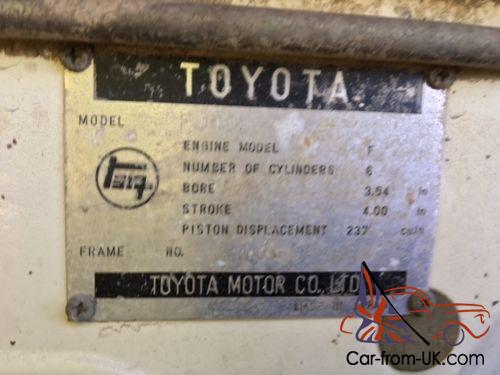 TOYOTA
MODEL
ENGINE MODEL F
NUMBER OF CYLINDERS 6
BORE 3.54 in
STROKE 4.00 in
PISTON DISPLACEMENT 237 cu.in
FRAME NO.
TOYOTA MOTOR CO., LTD.
Car-from-UK.com